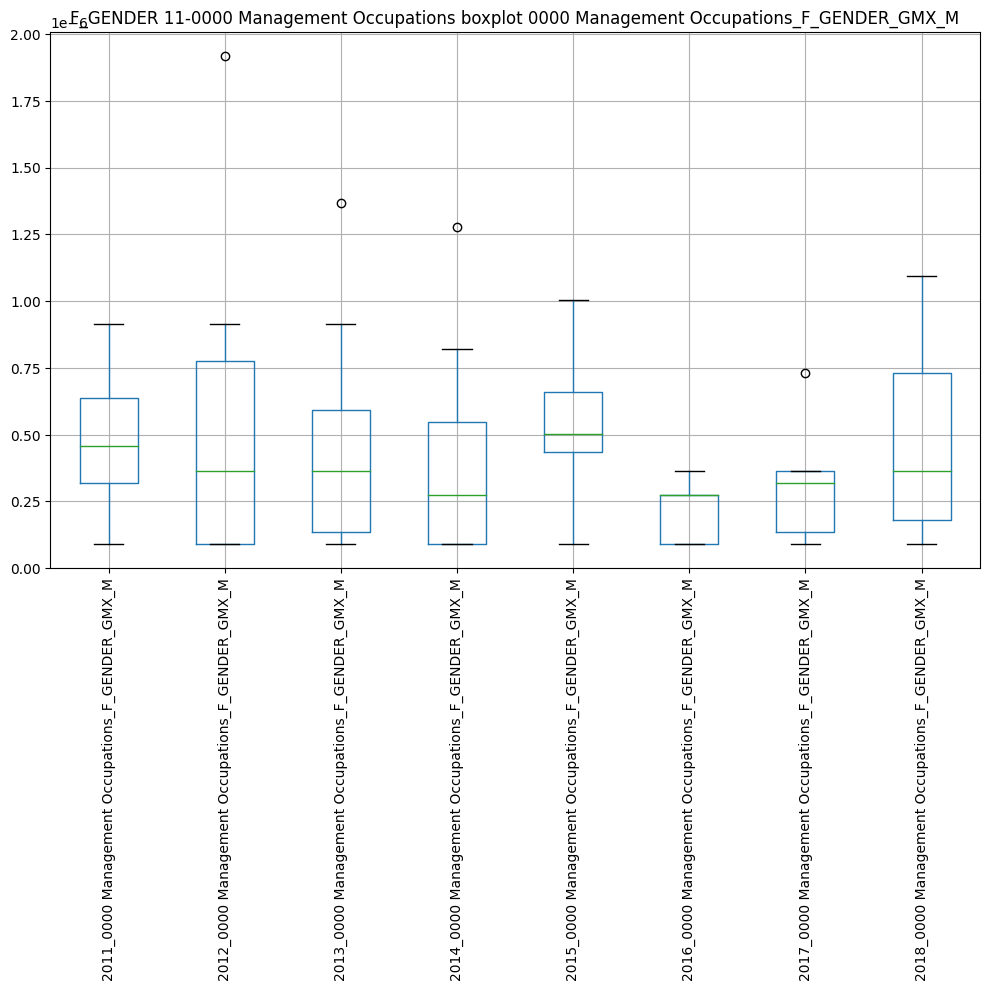 F_GENDER 11-0000 Management Occupations boxplot 0000 Management Occupations_F_GENDER_GMX_M
1e6
2.00
1.75
1.50
1.25
1.00
0.75
0.50
0.25
0.00
2011_0000 Management Occupations_F_GENDER_GMX_M
2012_0000 Management Occupations_F_GENDER_GMX_M
2013_0000 Management Occupations_F_GENDER_GMX_M
2014_0000 Management Occupations_F_GENDER_GMX_M
2015_0000 Management Occupations_F_GENDER_GMX_M
2016_0000 Management Occupations_F_GENDER_GMX_M
2017_0000 Management Occupations_F_GENDER_GMX_M
2018_0000 Management Occupations_F_GENDER_GMX_M